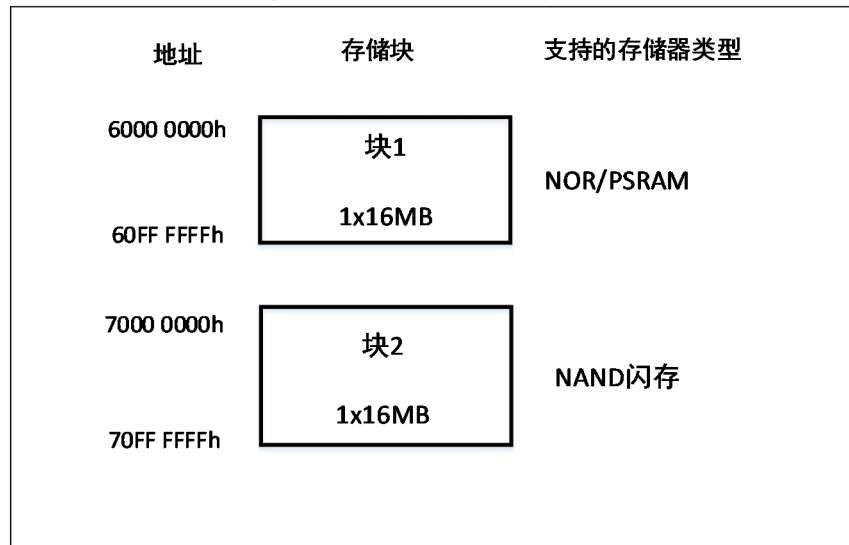 地址 存储块 支持的存储器类型
6000 0000h
块1
NOR/PSRAM
1x16MB
60FF FFFFh
7000 0000h
块2
NAND闪存
1x16MB
70FF FFFFh